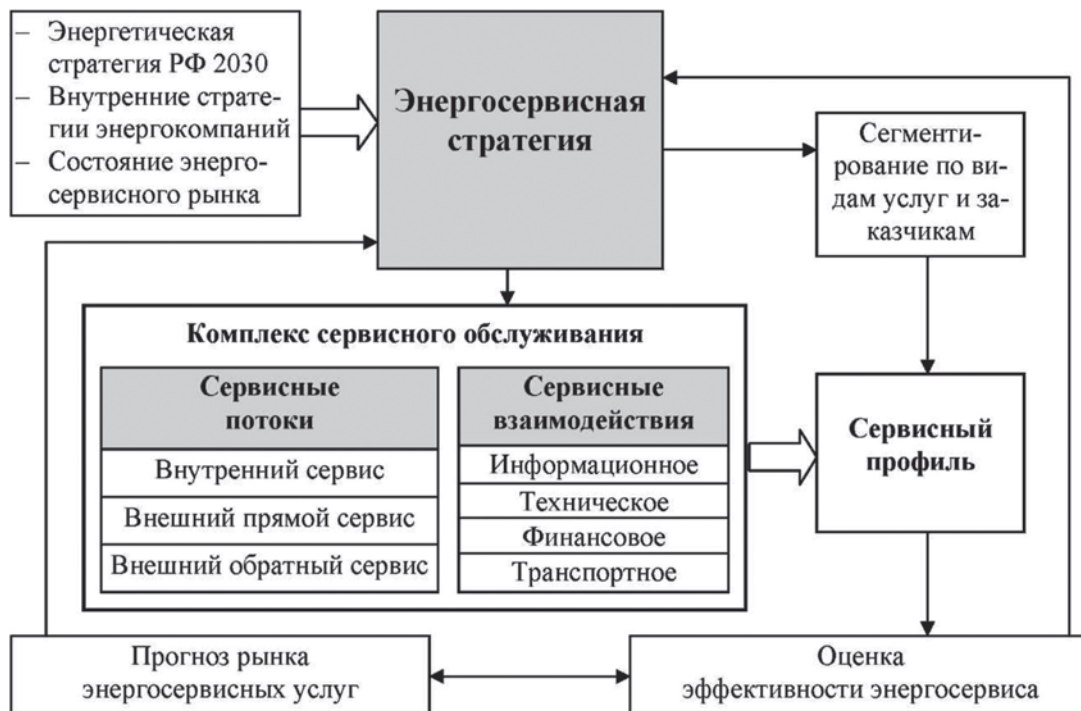 – Энергетическая
стратегия РФ 2030
– Внутренние страте-
гии энергокомпаний
– Состояние энерго-
сервисного рынка
Энергосервисная
стратегия
Сегменти-
рование по ви-
дам услуг и за-
казчикам
Комплекс сервисного обслуживания
Сервисные
потоки
Внутренний сервис
Внешний прямой сервис
Внешний обратный сервис
Сервисные
взаимодействия
Информационное
Техническое
Финансовое
Транспортное
Сервисный
профиль
Прогноз рынка
энергосервисных услуг
Оценка
эффективности энергосервиса